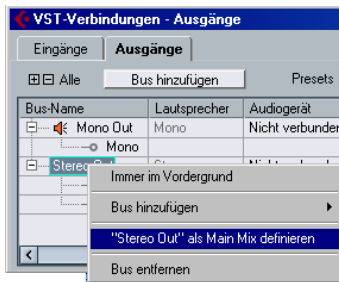 VST-Verbindungen - Ausgänge
Eingänge Ausgänge
Alle Bus hinzufügen Presets
Bus-Name Lautsprecher Audiogerät
Mono Out Mono Nicht verbunden
Mono
Stereo Out
Immer im Vordergrund
Bus hinzufügen
"Stereo Out" als Main Mix definieren
Bus entfernen